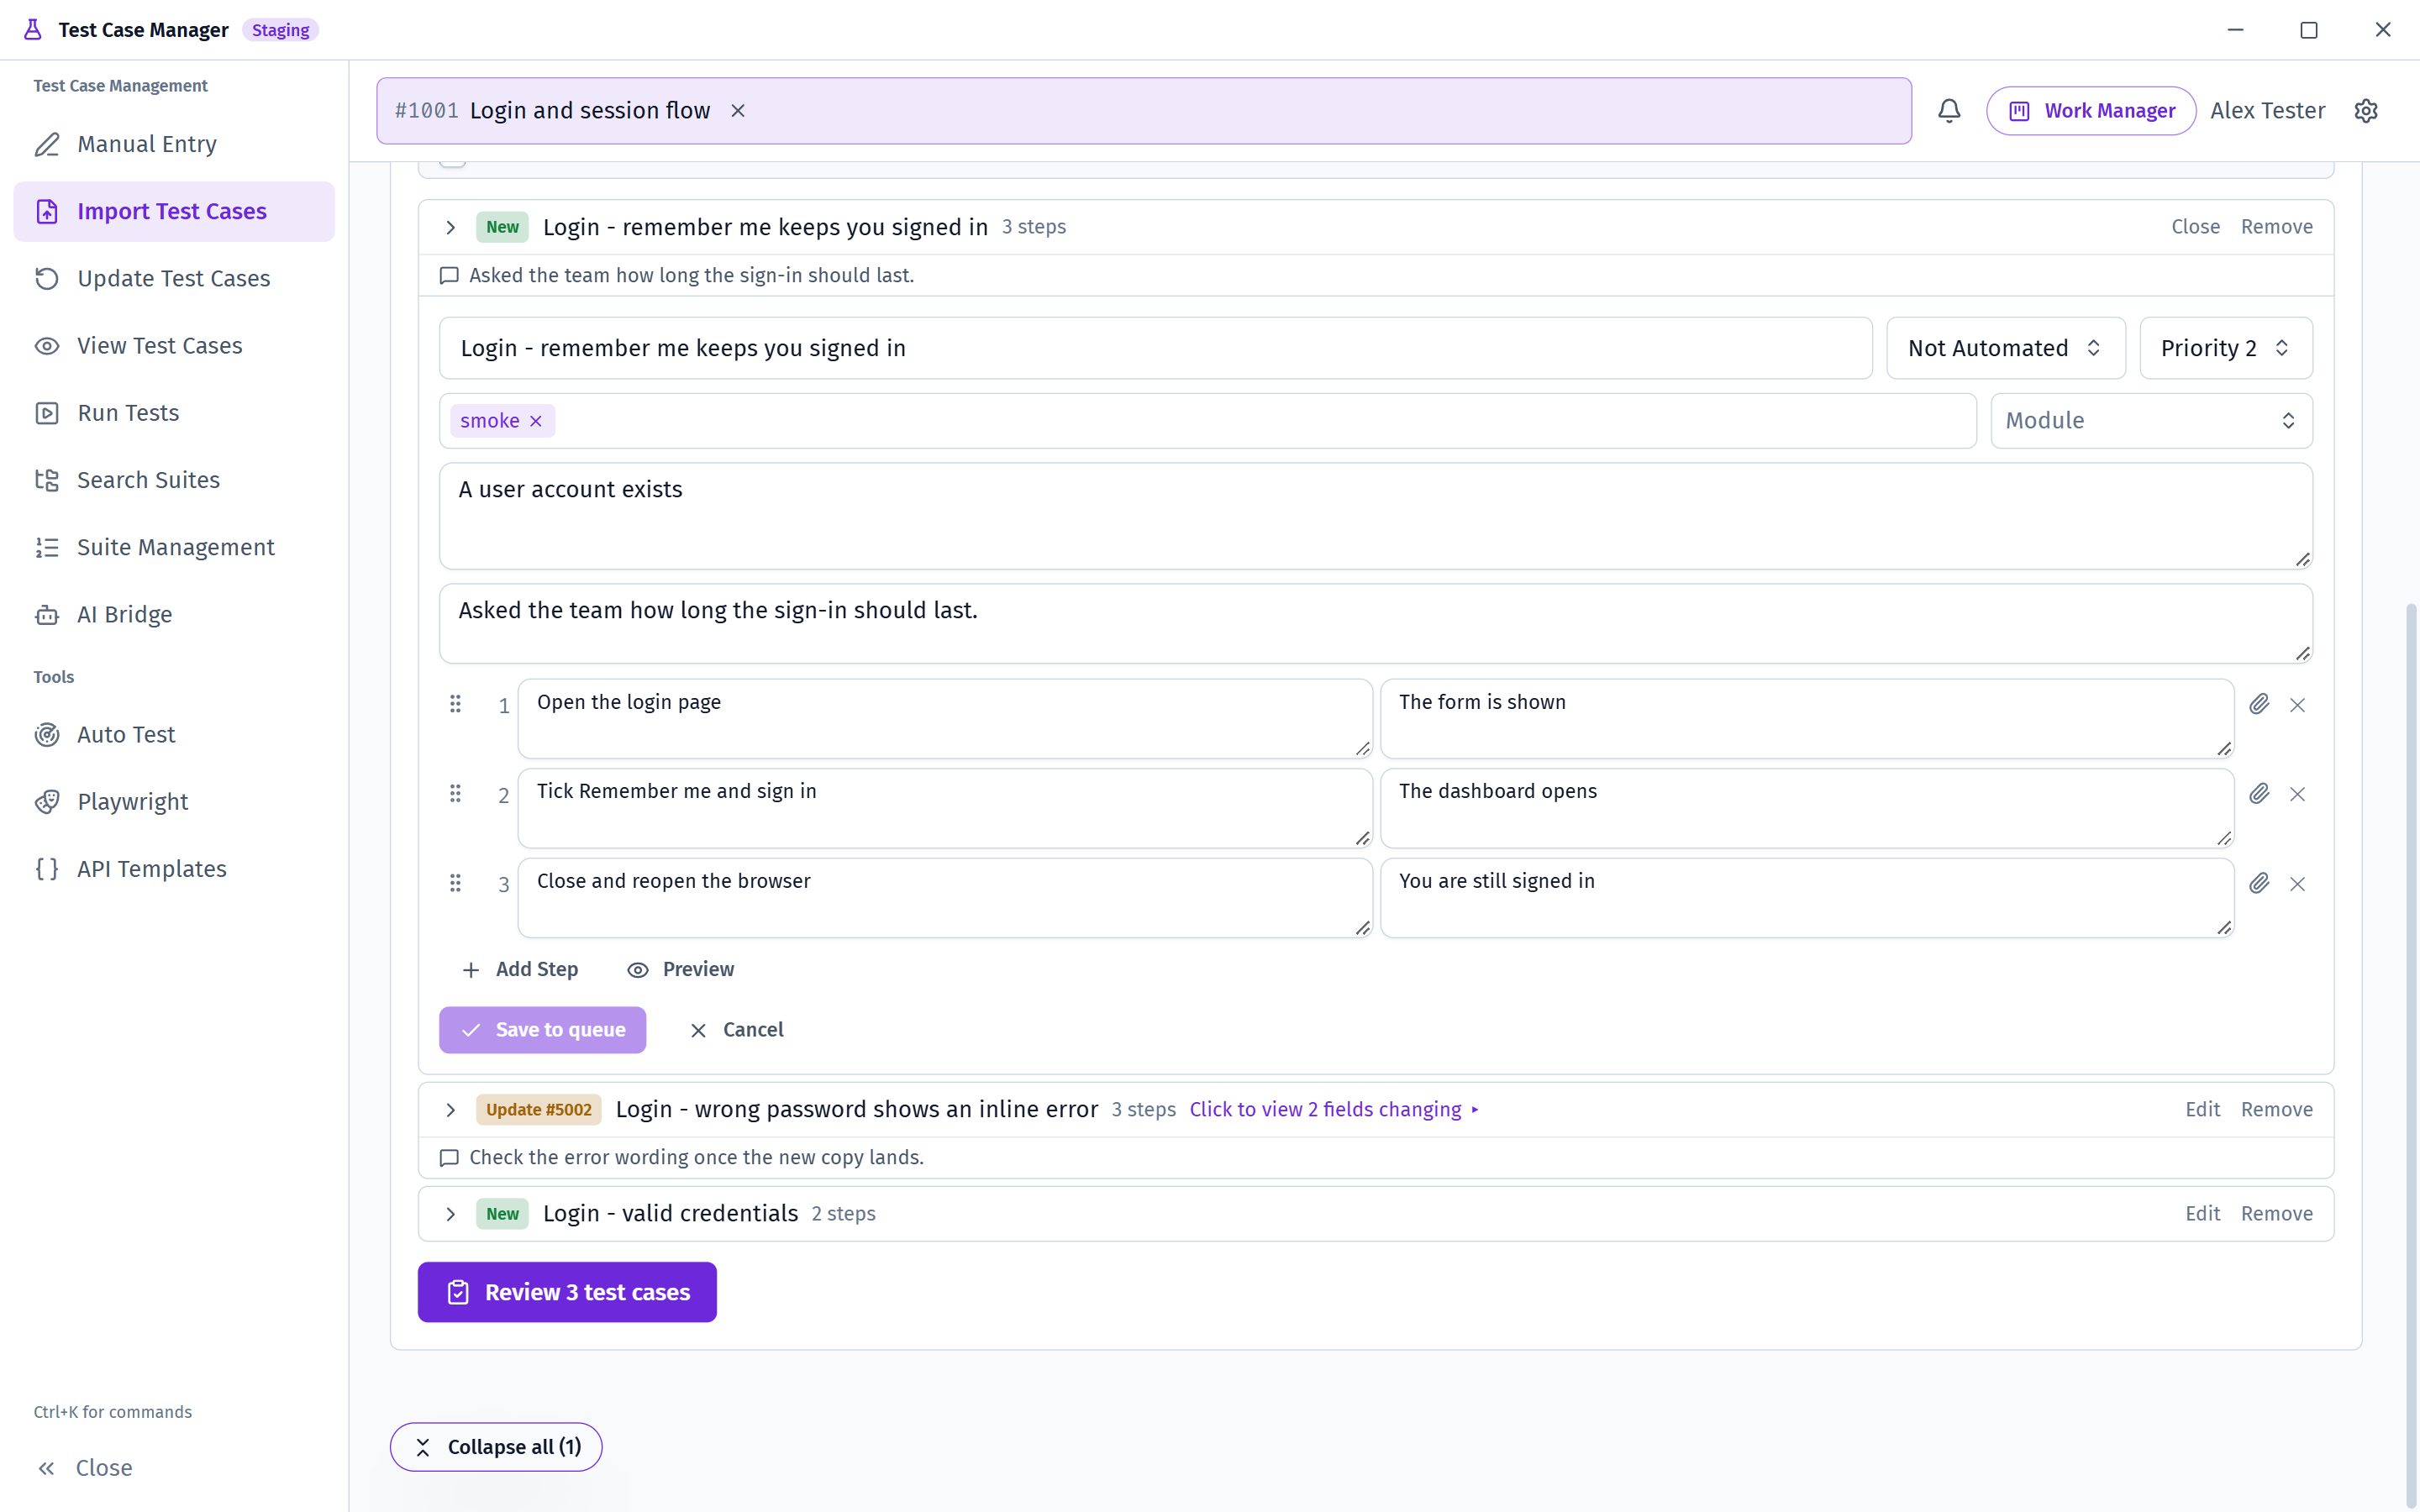 Test Case Manager Staging
Test Case Management
Manual Entry
Import Test Cases
Update Test Cases
View Test Cases
Run Tests
Search Suites
Suite Management
AI Bridge
Tools
Auto Test
Playwright
API Templates
Ctrl+K for commands
Close
#1001 Login and session flow
Work Manager
Alex Tester
New Login - remember me keeps you signed in 3 steps Close Remove
Asked the team how long the sign-in should last.
Login - remember me keeps you signed in Not Automated Priority 2
smoke Module
A user account exists
Asked the team how long the sign-in should last.
1 Open the login page The form is shown
2 Tick Remember me and sign in The dashboard opens
3 Close and reopen the browser You are still signed in
Add Step Preview
Save to queue Cancel
Update #5002 Login - wrong password shows an inline error 3 steps Click to view 2 fields changing Edit Remove
Check the error wording once the new copy lands.
New Login - valid credentials 2 steps Edit Remove
Review 3 test cases
Collapse all (1)